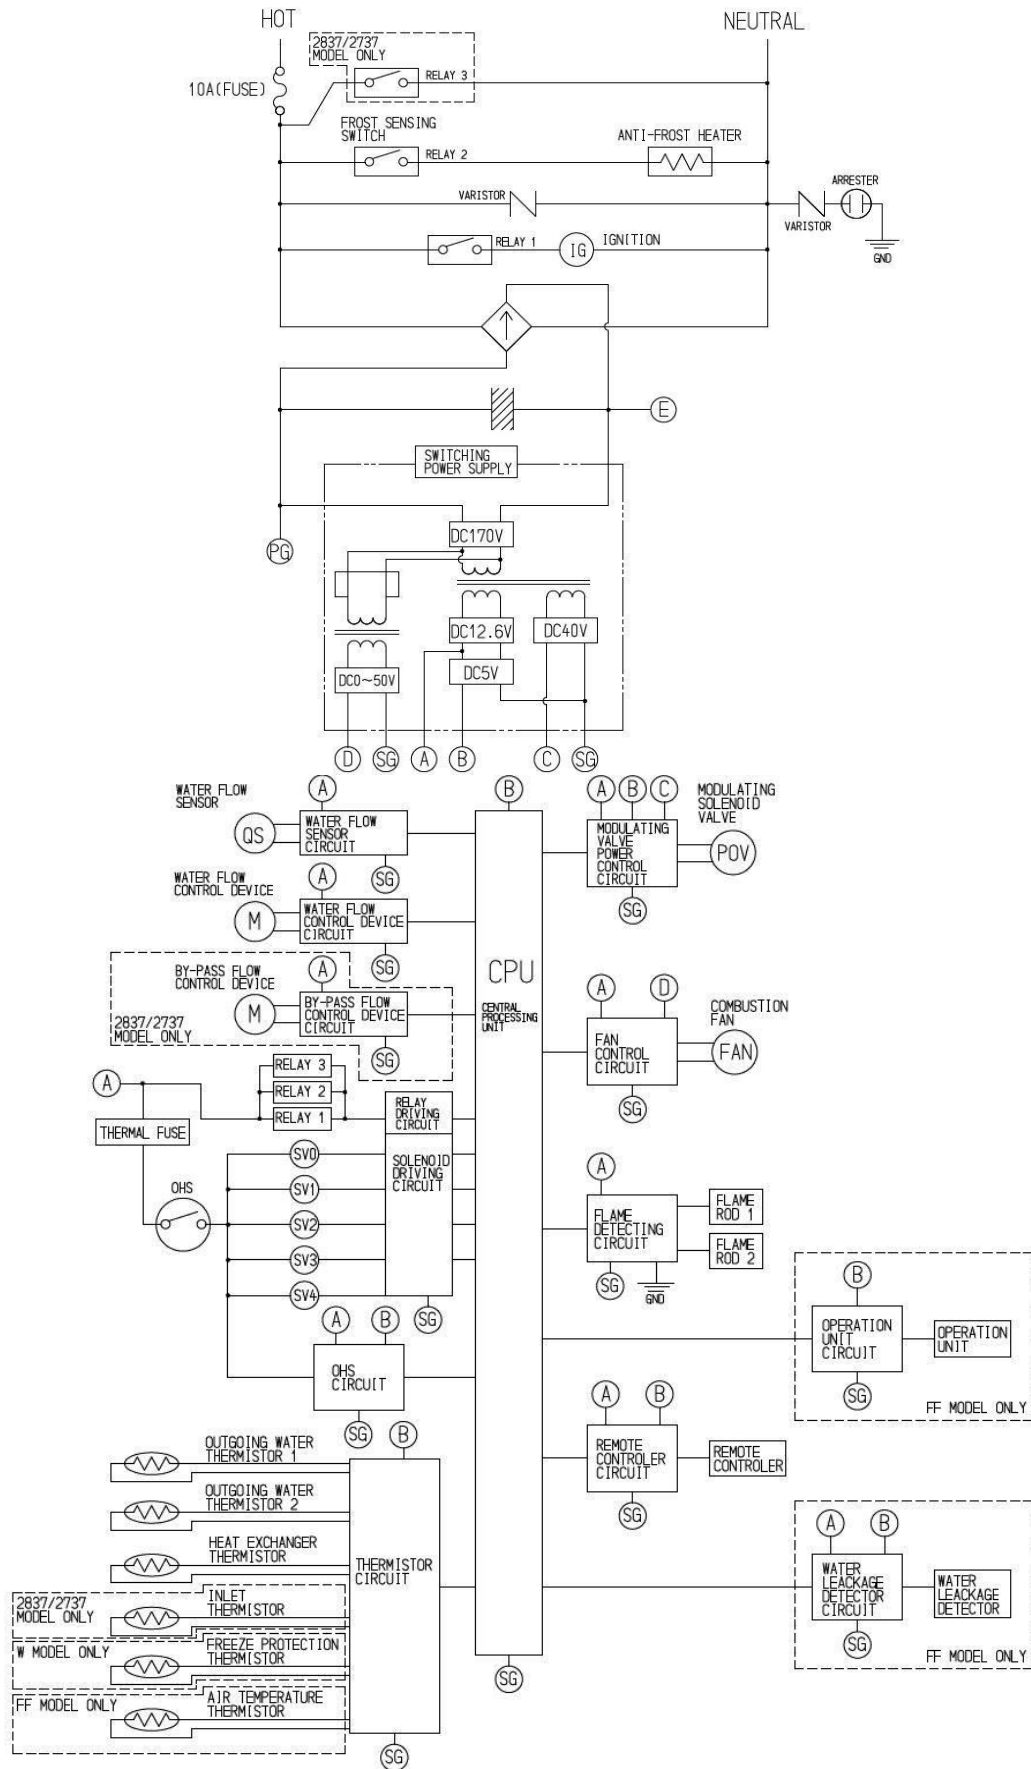 HOT
NEUTRAL
2837/2737
MODEL ONLY
RELAY 3
10A(FUSE)
FROST SENSING
SWITCH
RELAY 2
ANTI-FROST HEATER
VARISTOR
ARRESTER
VARISTOR
GND
RELAY 1
IG
IGNITION
E
SWITCHING
POWER SUPPLY
PG
DC170V
DC12.6V
DC40V
DC0~50V
DC5V
D
SG
A
B
C
SG
WATER FLOW
SENSOR
A
QS
WATER FLOW
SENSOR
CIRCUIT
SG
WATER FLOW
CONTROL DEVICE
A
M
WATER FLOW
CONTROL DEVICE
CIRCUIT
SG
BY-PASS FLOW
CONTROL DEVICE
A
M
BY-PASS FLOW
CONTROL DEVICE
CIRCUIT
2837/2737
MODEL ONLY
SG
B
CPU
CENTRAL
PROCESSING
UNIT
A
B
C
MODULATING
SOLENOID
VALVE
MODULATING
VALVE
POWER
CONTROL
CIRCUIT
POV
SG
A
D
COMBUSTION
FAN
FAN
CONTROL
CIRCUIT
FAN
SG
A
RELAY 3
RELAY 2
RELAY 1
RELAY
DRIVING
CIRCUIT
THERMAL FUSE
OHS
SV0
SV1
SV2
SV3
SV4
SOLENOID
DRIVING
CIRCUIT
SG
A
B
OHS
CIRCUIT
SG
A
FLAME
DETECTING
CIRCUIT
FLAME
ROD 1
FLAME
ROD 2
SG
GND
B
OPERATION
UNIT
CIRCUIT
OPERATION
UNIT
SG
FF MODEL ONLY
A
B
REMOTE
CONTROLER
CIRCUIT
REMOTE
CONTROLER
SG
A
B
WATER
LEACKAGE
DETECTOR
CIRCUIT
WATER
LEACKAGE
DETECTOR
SG
FF MODEL ONLY
B
OUTGOING WATER
THERMISTOR 1
OUTGOING WATER
THERMISTOR 2
HEAT EXCHANGER
THERMISTOR
THERMISTOR
CIRCUIT
2837/2737
MODEL ONLY
INLET
THERMISTOR
W MODEL ONLY
FREEZE PROTECTION
THERMISTOR
FF MODEL ONLY
AIR TEMPERATURE
THERMISTOR
SG
SG